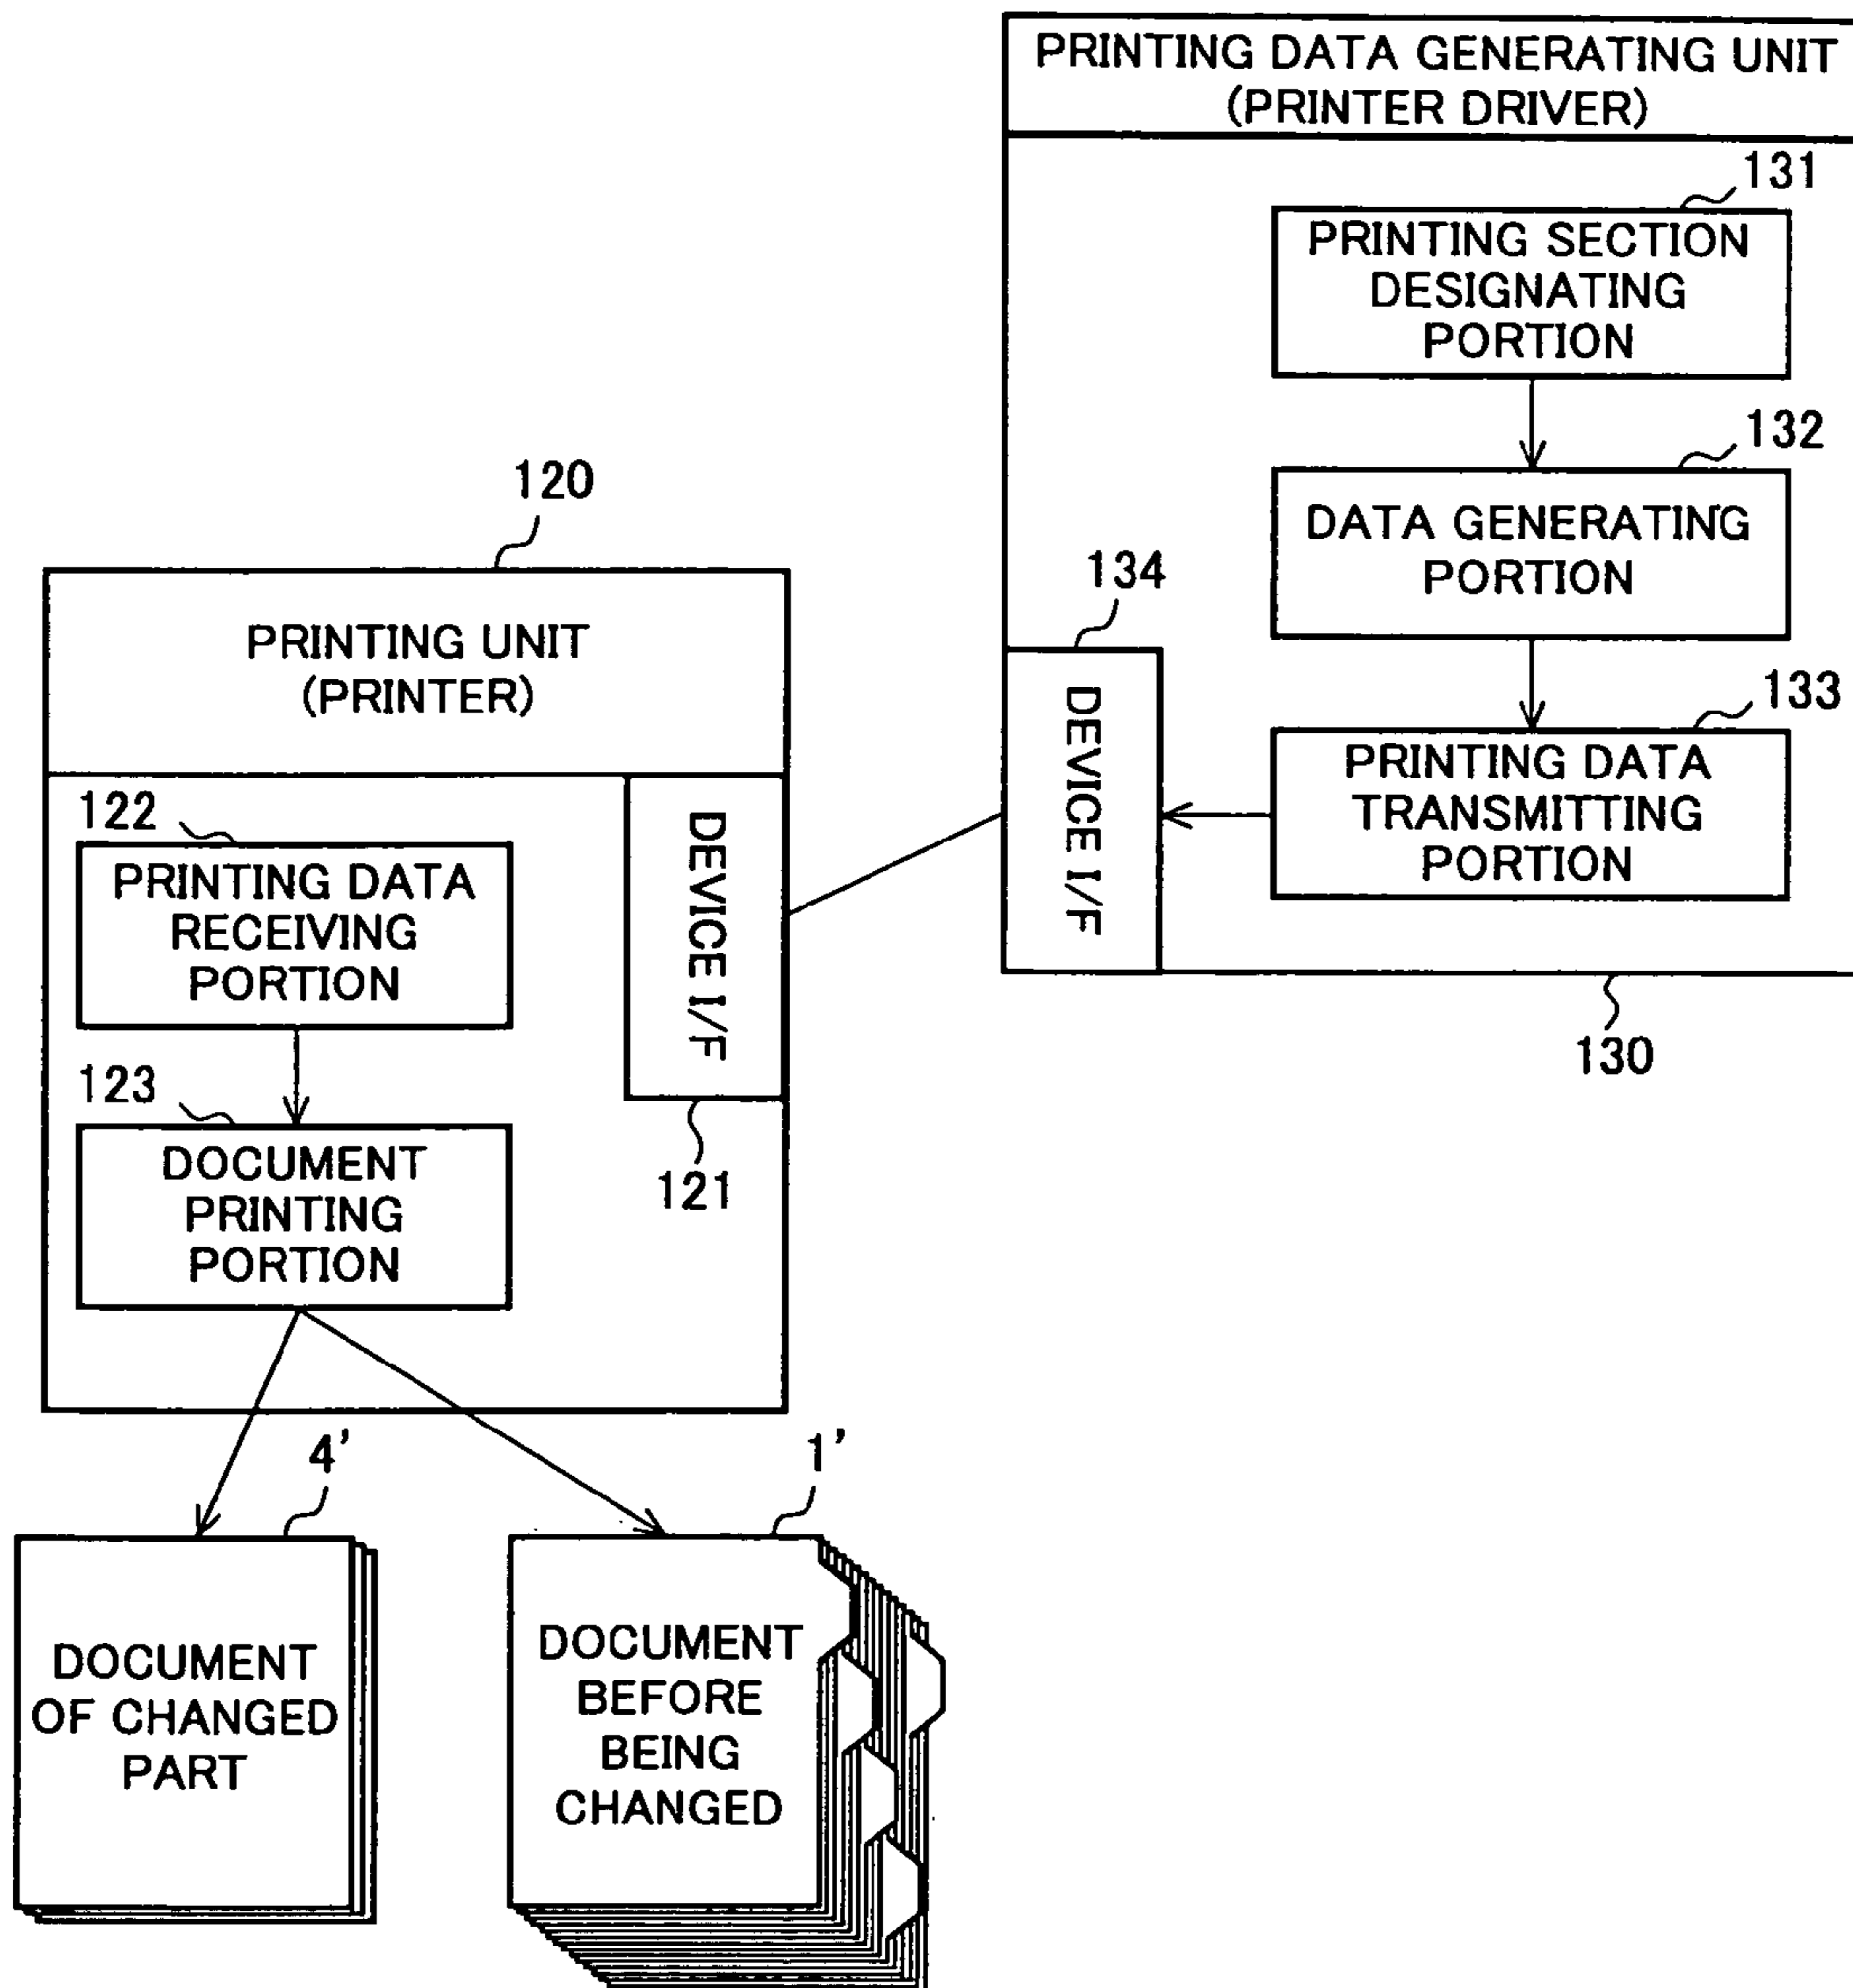 PRINTING DATA GENERATING UNIT
(PRINTER DRIVER)
131
PRINTING SECTION
DESIGNATING
PORTION
132
DATA GENERATING
PORTION
133
PRINTING DATA
TRANSMITTING
PORTION
134
DEVICE I/F
130
120
PRINTING UNIT
(PRINTER)
122
PRINTING DATA
RECEIVING
PORTION
DEVICE I/F
121
123
DOCUMENT
PRINTING
PORTION
4'
DOCUMENT
OF CHANGED
PART
1'
DOCUMENT
BEFORE
BEING
CHANGED